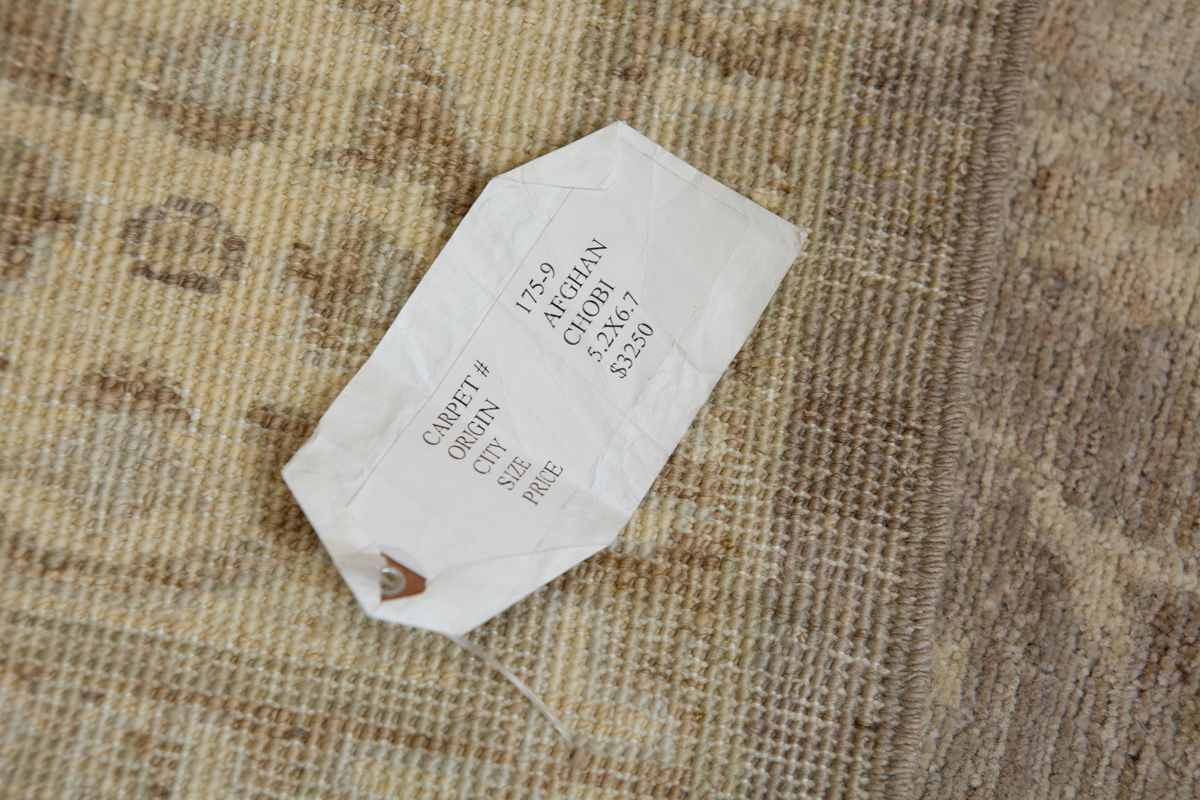 CARPET # 175-9
ORIGIN AFGHAN
CITY CHOBI
SIZE 5.2X6.7
PRICE $3250